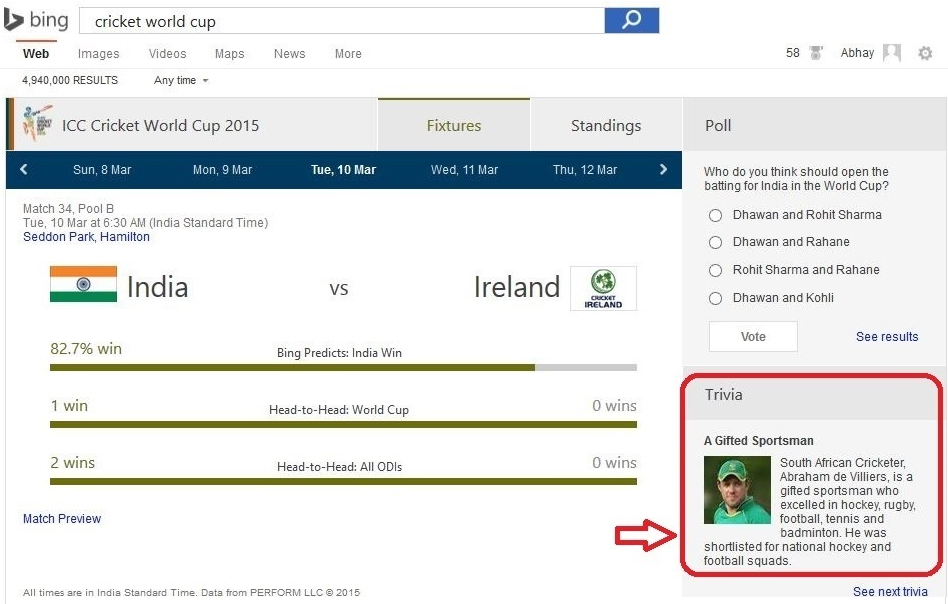 bing
cricket world cup
Web Images Videos Maps News More
58 Abhay
4,940,000 RESULTS Any time
ICC Cricket World Cup 2015
Fixtures
Standings
Sun, 8 Mar Mon, 9 Mar Tue, 10 Mar Wed, 11 Mar Thu, 12 Mar
Match 34, Pool B
Tue, 10 Mar at 6:30 AM (India Standard Time)
Seddon Park, Hamilton
India vs Ireland
CRICKET
IRELAND
82.7% win
Bing Predicts: India Win
1 win Head-to-Head: World Cup 0 wins
2 wins Head-to-Head: All ODIs 0 wins
Match Preview
All times are in India Standard Time. Data from PERFORM LLC © 2015
Poll
Who do you think should open the
batting for India in the World Cup?
Dhawan and Rohit Sharma
Dhawan and Rahane
Rohit Sharma and Rahane
Dhawan and Kohli
Vote See results
Trivia
A Gifted Sportsman
South African Cricketer,
Abraham de Villiers, is a
gifted sportsman who
excelled in hockey, rugby,
football, tennis and
badminton. He was
shortlisted for national hockey and
football squads.
See next trivia